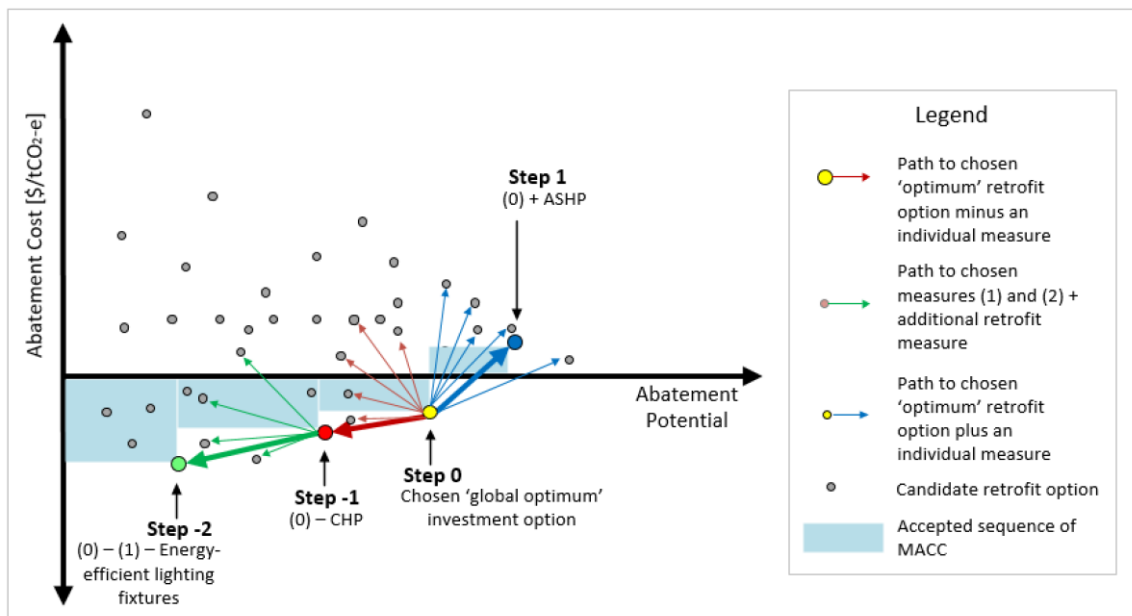 Abatement Cost [$/tCO₂-e]
Step 1
(0) + ASHP
Abatement
Potential
Step 0
Chosen ‘global optimum’
investment option
Step -1
(0) – CHP
Step -2
(0) – (1) – Energy-
efficient lighting
fixtures
Legend
Path to chosen
‘optimum’ retrofit
option minus an
individual measure
Path to chosen
measures (1) and (2) +
additional retrofit
measure
Path to chosen
‘optimum’ retrofit
option plus an
individual measure
Candidate retrofit option
Accepted sequence of
MACC